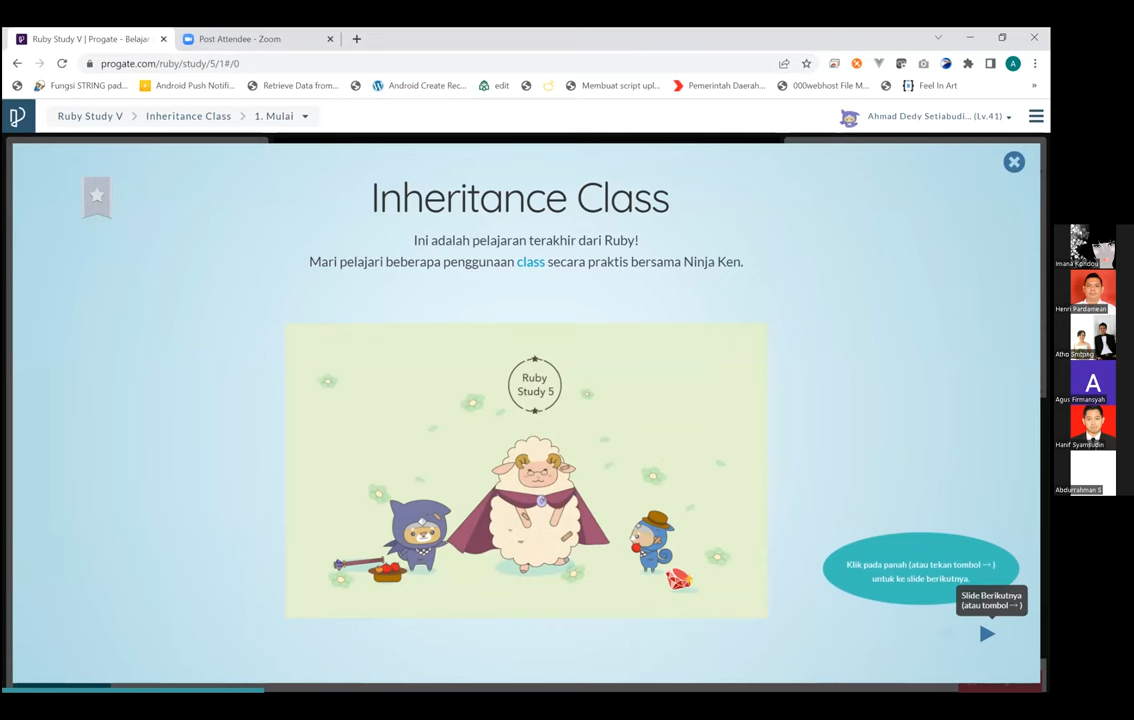 Ruby Study V | Progate - Belajar
Post Attendee - Zoom
progate.com/ruby/study/5/1#/0
Fungsi STRING pad...
Android Push Notifi...
Retrieve Data from...
Android Create Rec...
edit
Membuat script upl...
Pemerintah Daerah...
000webhost File M...
Feel In Art
»
A
Ruby Study V > Inheritance Class > 1. Mulai
Ahmad Dedy Setiabudi... (Lv.41)
Inheritance Class
Ini adalah pelajaran terakhir dari Ruby!
Mari pelajari beberapa penggunaan class secara praktis bersama Ninja Ken.
Ruby
Study 5
Klik pada panah (atau tekan tombol → )
untuk ke slide berikutnya.
Slide Berikutnya
(atau tombol → )
Imana Kondou
Henri Pardamean
A
Agus Firmansyah
Hanif Syamsudin
Abdurrahman S